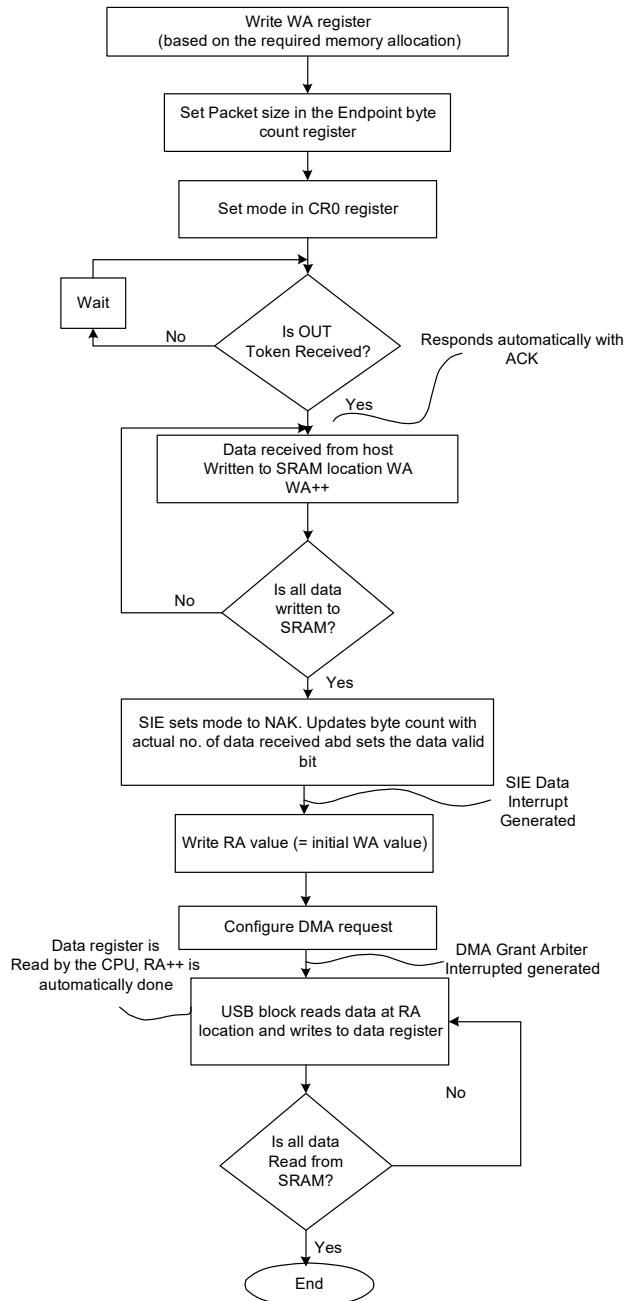 Write WA register
(based on the required memory allocation)
Set Packet size in the Endpoint byte
count register
Set mode in CR0 register
Wait
No
Is OUT
Token Received?
Responds automatically with
ACK
Yes
Data received from host
Written to SRAM location WA
WA++
No
Is all data
written to
SRAM?
Yes
SIE sets mode to NAK. Updates byte count with
actual no. of data received abd sets the data valid
bit
SIE Data
Interrupt
Generated
Write RA value (= initial WA value)
Configure DMA request
Data register is
Read by the CPU, RA++ is
automatically done
DMA Grant Arbiter
Interrupted generated
USB block reads data at RA
location and writes to data register
No
Is all data
Read from
SRAM?
Yes
End